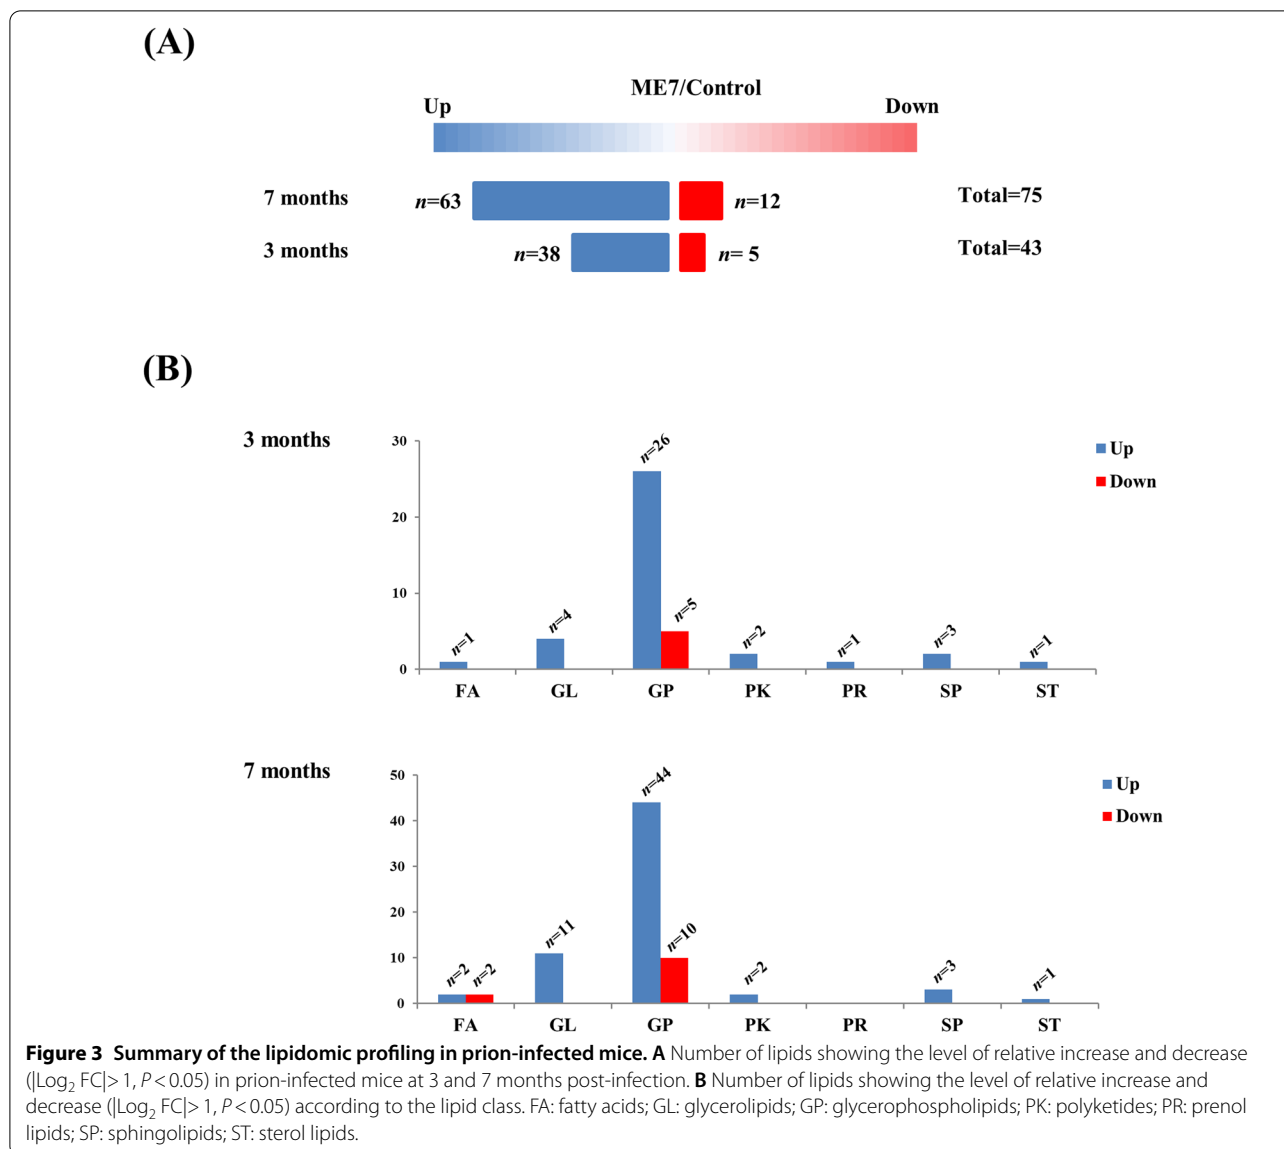 (A)
ME7/Control
Up Down
7 months n=63 n=12 Total=75
3 months n=38 n= 5 Total=43
(B)
3 months
30
20
10
0
n=1 n=4 n=26 n=5 n=2 n=1 n=3 n=1
FA GL GP PK PR SP ST
Up
Down
7 months
50
40
30
20
10
0
n=2 n=2 n=11 n=44 n=10 n=2 n=3 n=1
FA GL GP PK PR SP ST
Up
Down
Figure 3 Summary of the lipidomic profiling in prion-infected mice. A Number of lipids showing the level of relative increase and decrease
(|Log₂ FC|> 1, P < 0.05) in prion-infected mice at 3 and 7 months post-infection. B Number of lipids showing the level of relative increase and
decrease (|Log₂ FC|> 1, P < 0.05) according to the lipid class. FA: fatty acids; GL: glycerolipids; GP: glycerophospholipids; PK: polyketides; PR: prenol
lipids; SP: sphingolipids; ST: sterol lipids.